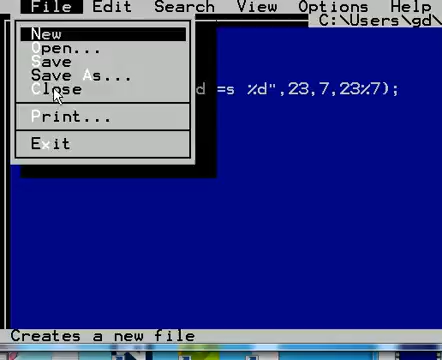 File Edit Search View Options Help
C:\Users\gd\
New
Open...
Save
Save As...
Close
d =s %d",23,7,23%7);
Print...
Exit
Creates a new file